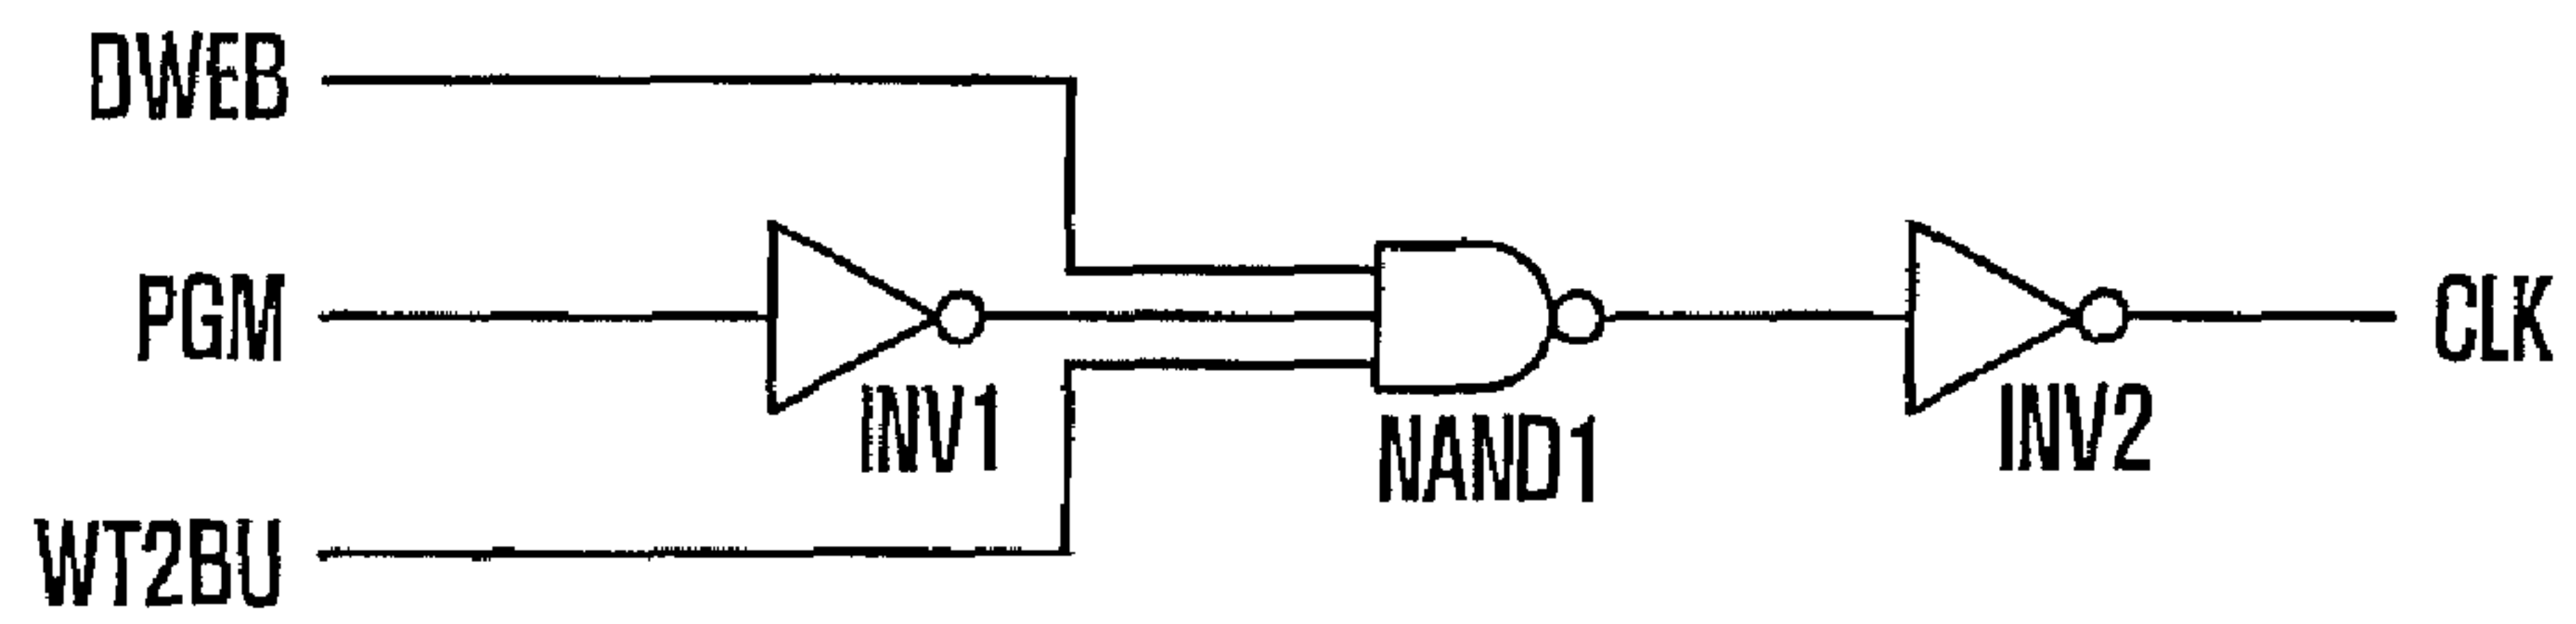 DWEB
PGM
INV1
NAND1
INV2
CLK
WT2BU